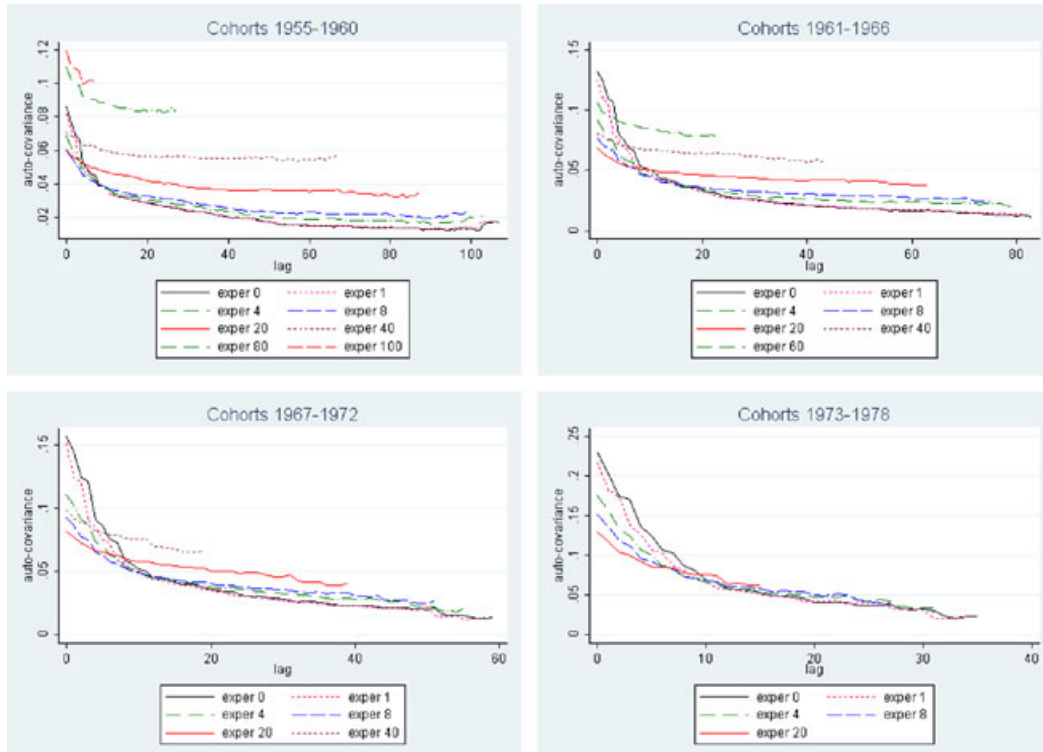 Cohorts 1955-1960
.12
.1
.08
.06
.04
.02
auto-covariance
0 20 40 60 80 100
lag
exper 0 exper 1
exper 4 exper 8
exper 20 exper 40
exper 80 exper 100
Cohorts 1961-1966
.15
.1
.05
0
auto-covariance
0 20 40 60 80
lag
exper 0 exper 1
exper 4 exper 8
exper 20 exper 40
exper 60
Cohorts 1967-1972
.15
.1
.05
0
auto-covariance
0 20 40 60
lag
exper 0 exper 1
exper 4 exper 8
exper 20 exper 40
Cohorts 1973-1978
.25
.2
.15
.1
.05
0
auto-covariance
0 10 20 30 40
lag
exper 0 exper 1
exper 4 exper 8
exper 20